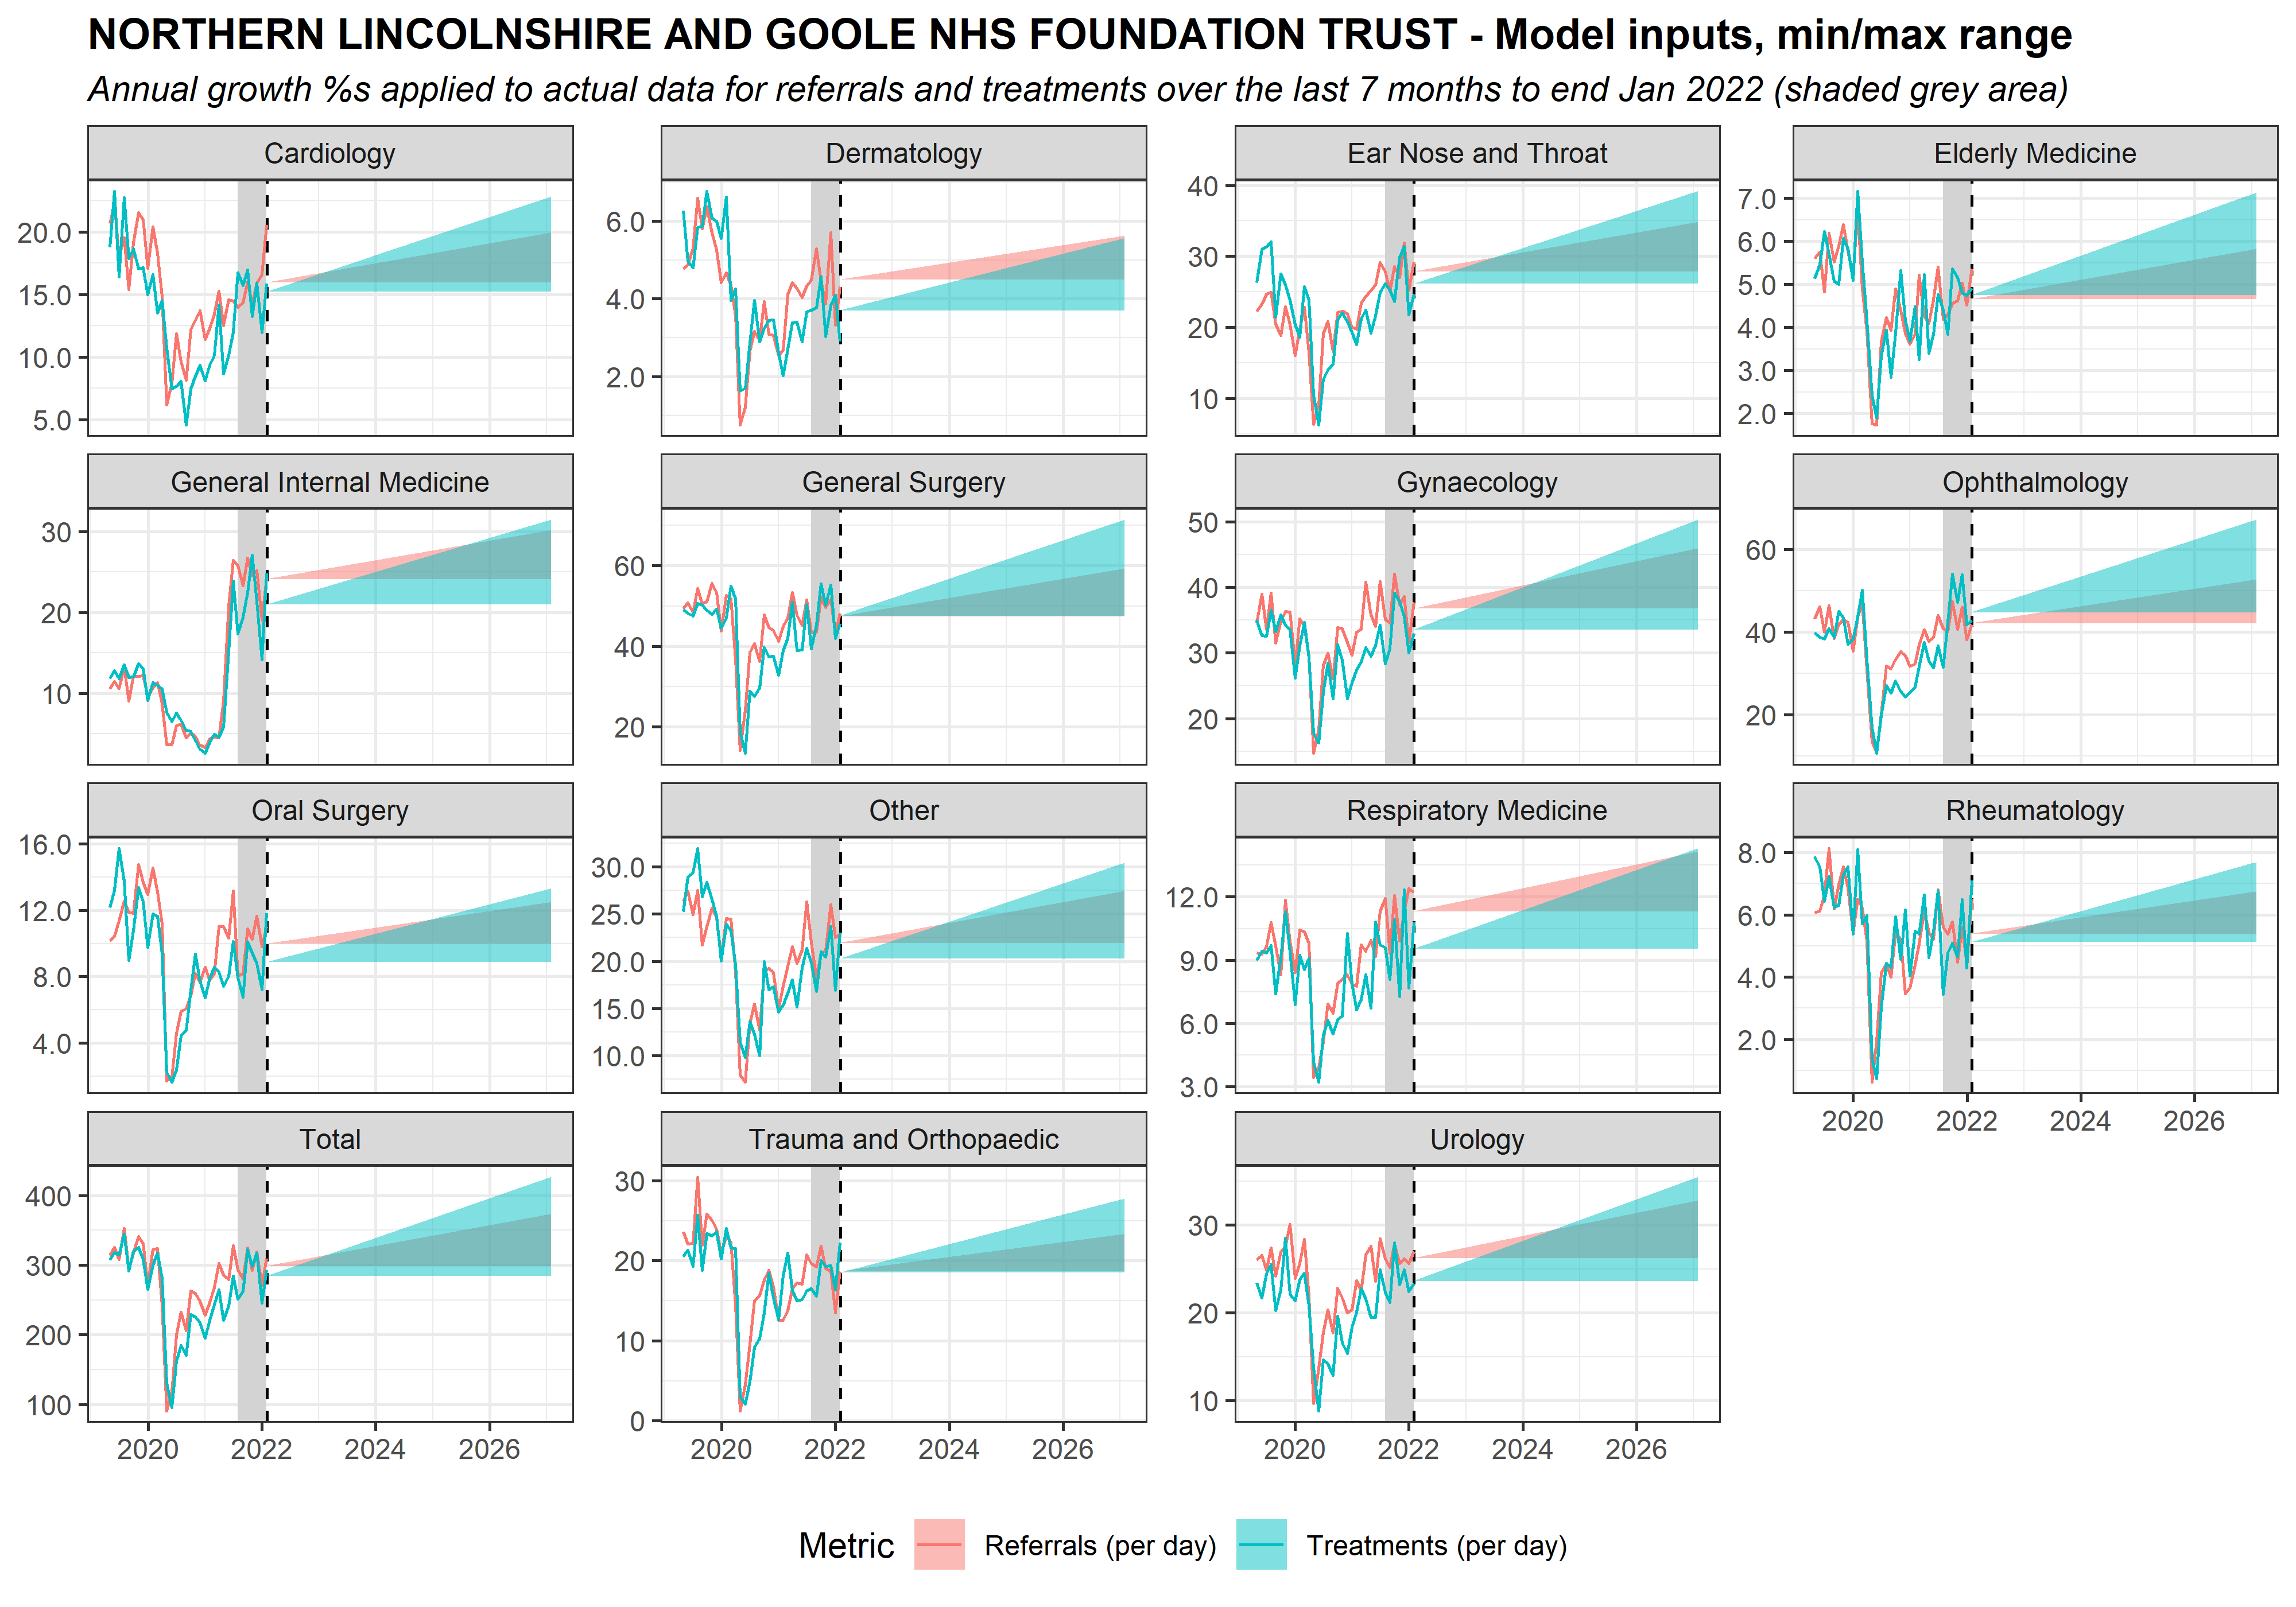 NORTHERN LINCOLNSHIRE AND GOOLE NHS FOUNDATION TRUST - Model inputs, min/max range
Annual growth %s applied to actual data for referrals and treatments over the last 7 months to end Jan 2022 (shaded grey area)
Cardiology
20.0
15.0
10.0
5.0
Dermatology
6.0
4.0
2.0
Ear Nose and Throat
40
30
20
10
Elderly Medicine
7.0
6.0
5.0
4.0
3.0
2.0
General Internal Medicine
30
20
10
General Surgery
60
40
20
Gynaecology
50
40
30
20
Ophthalmology
60
40
20
Oral Surgery
16.0
12.0
8.0
4.0
Other
30.0
25.0
20.0
15.0
10.0
Respiratory Medicine
12.0
9.0
6.0
3.0
Rheumatology
8.0
6.0
4.0
2.0
2020 2022 2024 2026
Total
400
300
200
100
2020 2022 2024 2026
Trauma and Orthopaedic
30
20
10
0
2020 2022 2024 2026
Urology
30
20
10
2020 2022 2024 2026
Metric Referrals (per day) Treatments (per day)